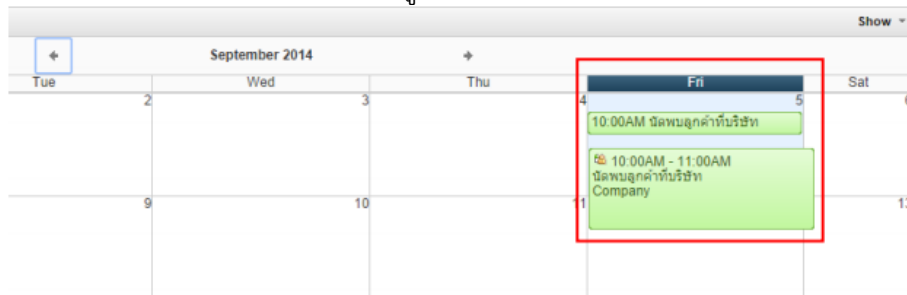 Show
September 2014
Tue Wed Thu Fri Sat
2 3 4 5
10:00AM นัดพบลูกค้าที่บริษัท
10:00AM - 11:00AM
นัดพบลูกค้าที่บริษัท
Company
9 10 11